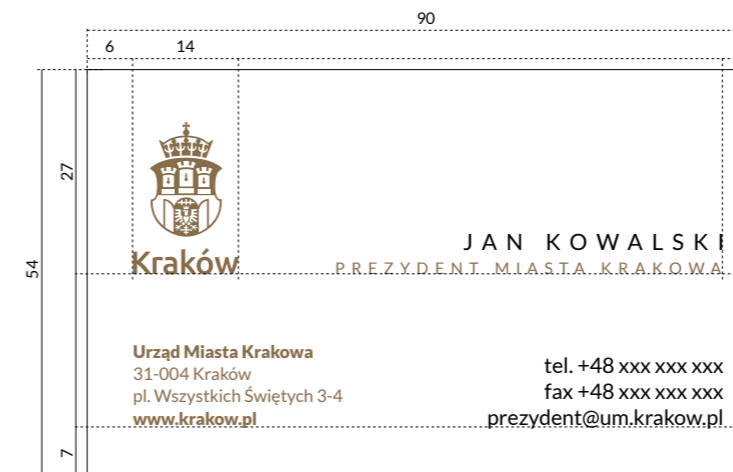 90
6
14
27
54
Kraków
JAN KOWALSKI
PREZYDENT MIASTA KRAKOWA
Urząd Miasta Krakowa
31-004 Kraków
pl. Wszystkich Świętych 3-4
www.krakow.pl
tel. +48 xxx xxx xxx
fax +48 xxx xxx xxx
prezydent@um.krakow.pl
7